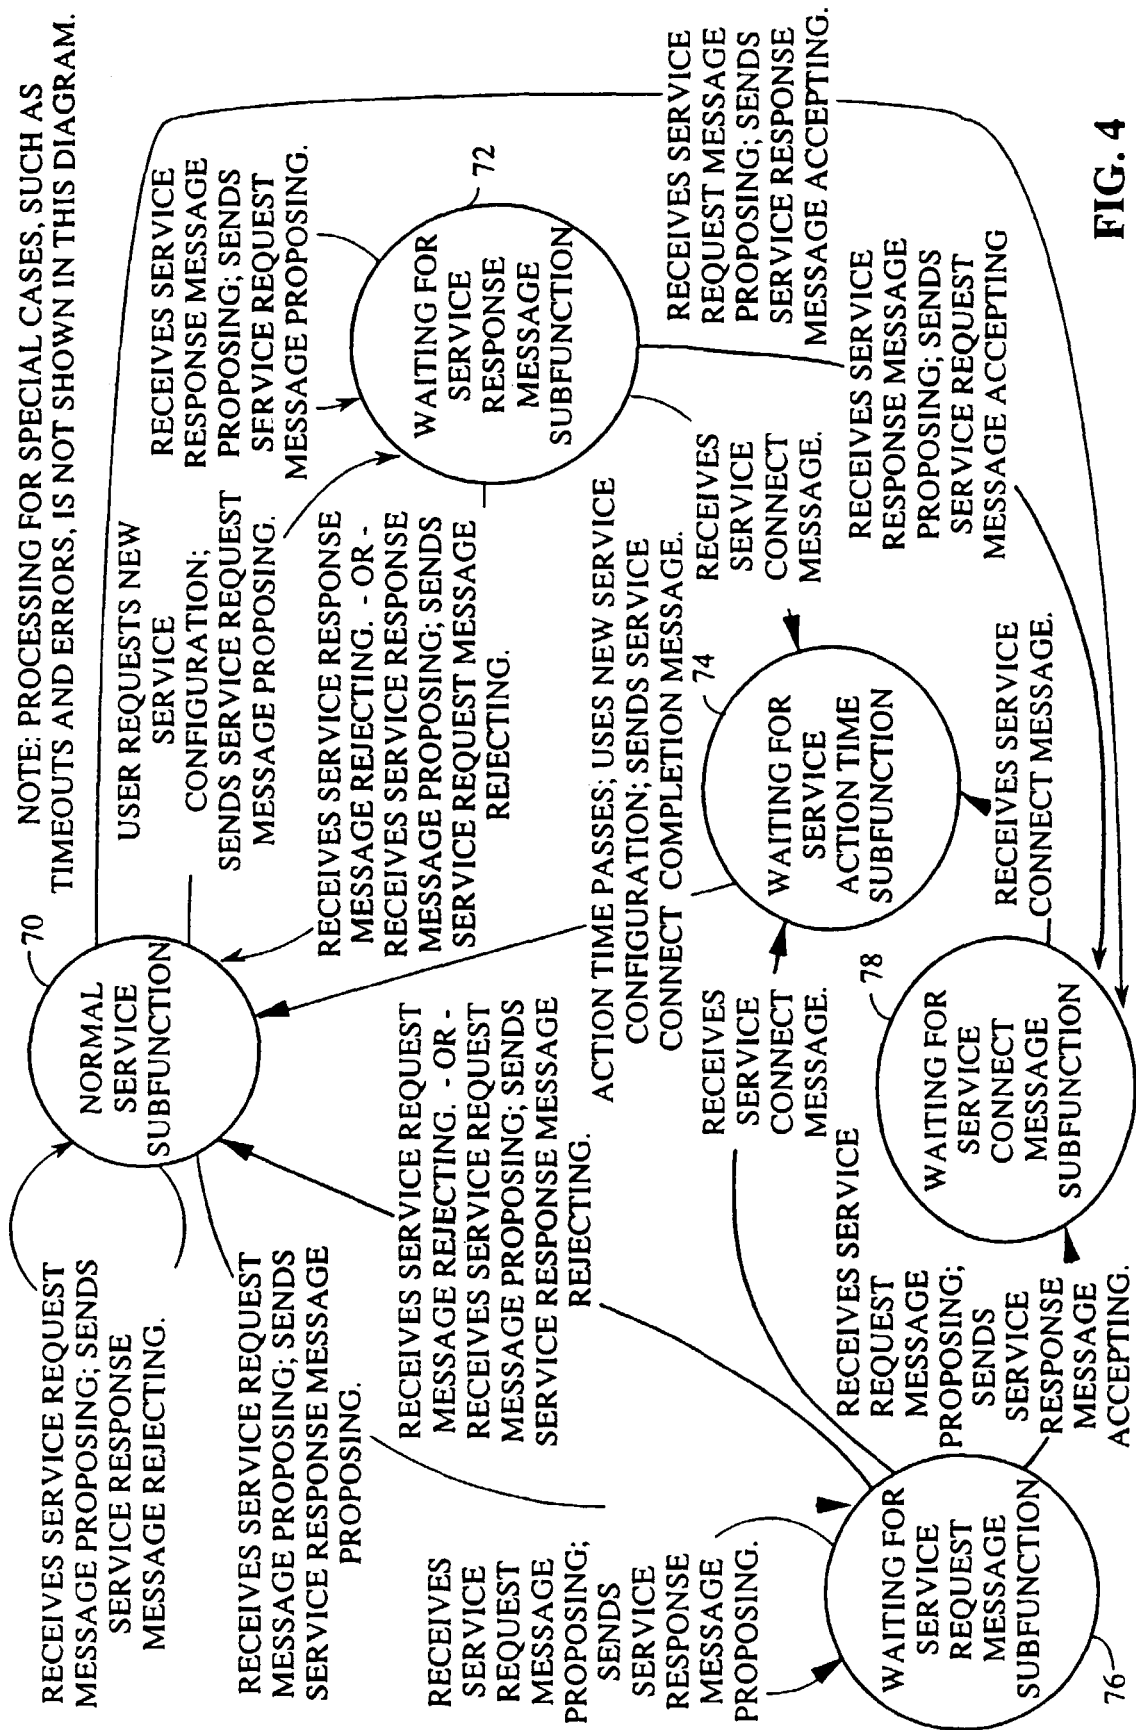 NOTE: PROCESSING FOR SPECIAL CASES, SUCH AS
TIMEOUTS AND ERRORS, IS NOT SHOWN IN THIS DIAGRAM.
RECEIVES SERVICE REQUEST
MESSAGE PROPOSING; SENDS
SERVICE RESPONSE
MESSAGE REJECTING.
70
NORMAL
SERVICE
SUBFUNCTION
USER REQUESTS NEW
SERVICE
CONFIGURATION;
SENDS SERVICE REQUEST
MESSAGE PROPOSING.
RECEIVES SERVICE
RESPONSE MESSAGE
PROPOSING; SENDS
SERVICE REQUEST
MESSAGE PROPOSING.
RECEIVES SERVICE REQUEST
MESSAGE PROPOSING; SENDS
SERVICE RESPONSE MESSAGE
PROPOSING.
RECEIVES SERVICE RESPONSE
MESSAGE REJECTING. - OR -
RECEIVES SERVICE RESPONSE
MESSAGE PROPOSING; SENDS
SERVICE REQUEST MESSAGE
REJECTING.
72
WAITING FOR
SERVICE
RESPONSE
MESSAGE
SUBFUNCTION
RECEIVES SERVICE REQUEST
MESSAGE REJECTING. - OR -
RECEIVES SERVICE REQUEST
MESSAGE PROPOSING; SENDS
SERVICE RESPONSE MESSAGE
REJECTING.
ACTION TIME PASSES; USES NEW SERVICE
CONFIGURATION; SENDS SERVICE
CONNECT COMPLETION MESSAGE.
RECEIVES
SERVICE
CONNECT
MESSAGE.
RECEIVES SERVICE
REQUEST MESSAGE
PROPOSING; SENDS
SERVICE RESPONSE
MESSAGE ACCEPTING.
RECEIVES
SERVICE
REQUEST
MESSAGE
PROPOSING;
SENDS
SERVICE
RESPONSE
MESSAGE
PROPOSING.
RECEIVES
SERVICE
CONNECT
MESSAGE.
74
WAITING FOR
SERVICE
ACTION TIME
SUBFUNCTION
RECEIVES SERVICE
RESPONSE MESSAGE
PROPOSING; SENDS
SERVICE REQUEST
MESSAGE ACCEPTING
76
WAITING FOR
SERVICE
REQUEST
MESSAGE
SUBFUNCTION
RECEIVES SERVICE
REQUEST
MESSAGE
PROPOSING;
SENDS
SERVICE
RESPONSE
MESSAGE
ACCEPTING.
78
WAITING FOR
SERVICE
CONNECT
MESSAGE
SUBFUNCTION
RECEIVES SERVICE
CONNECT MESSAGE.
FIG. 4